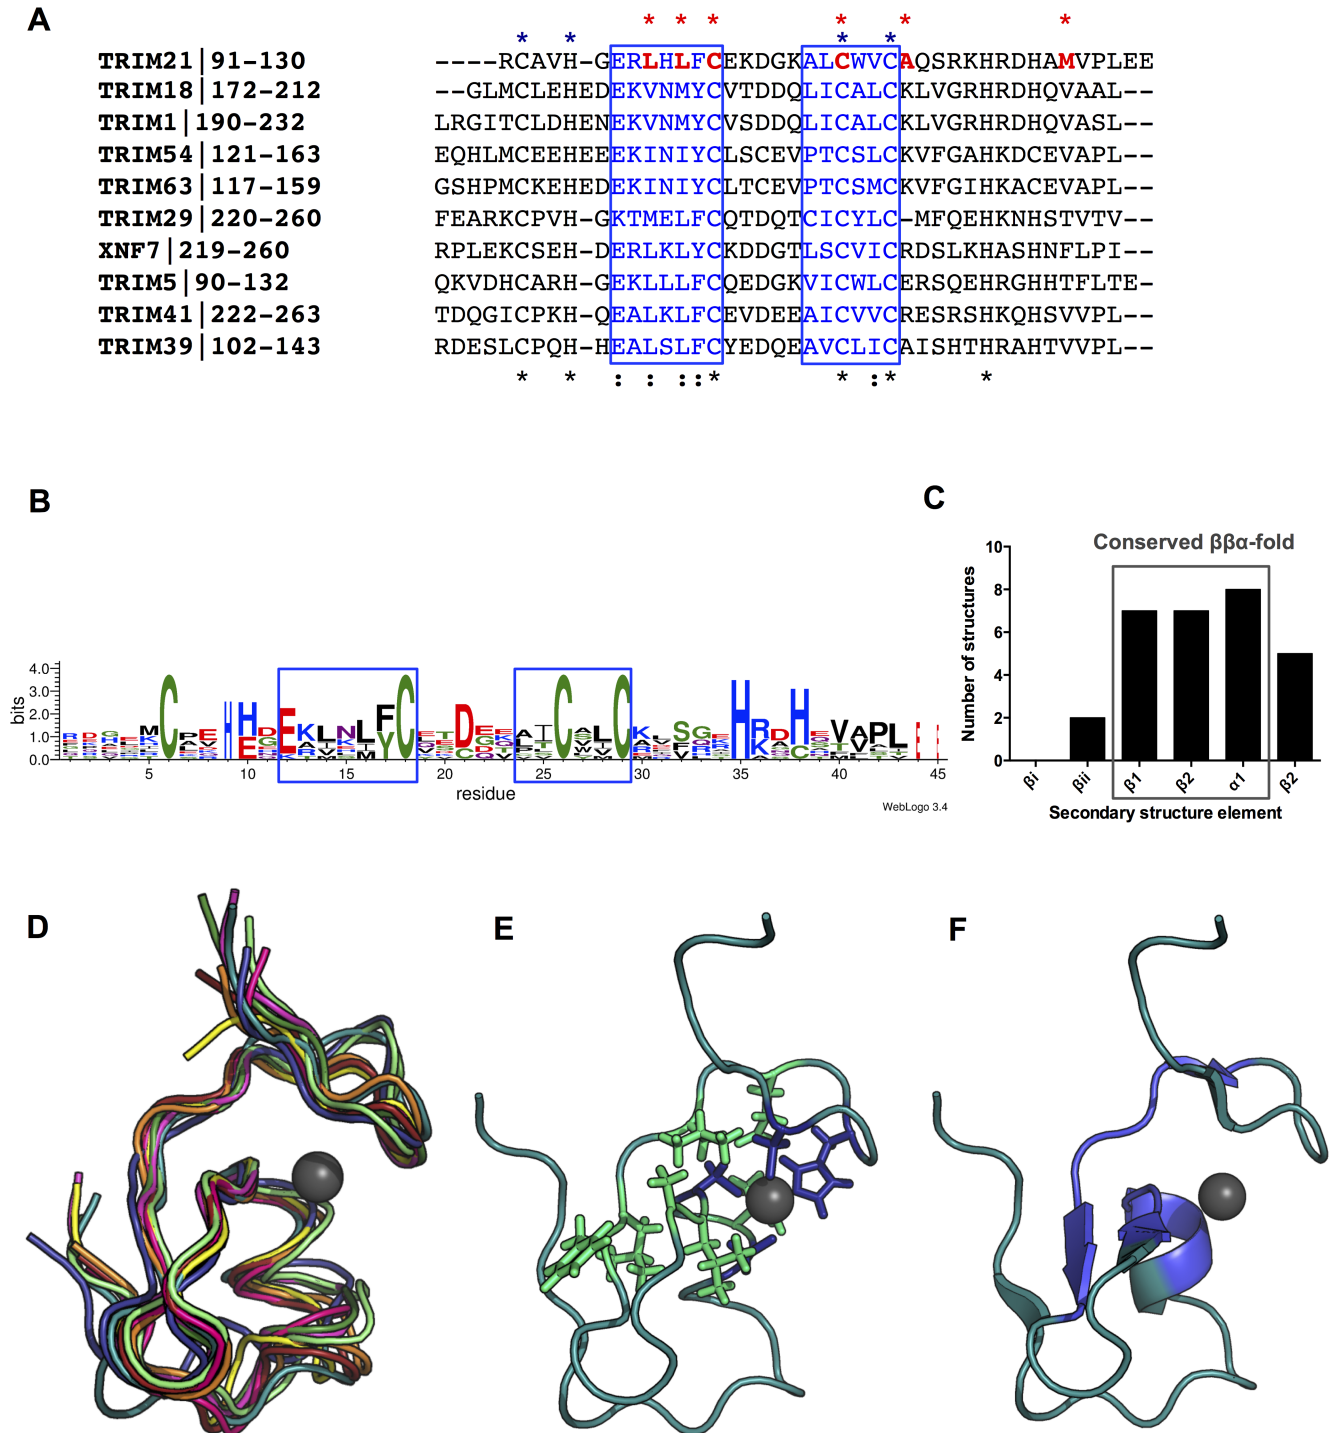 A
* * * * * *
* * * *
TRIM21|91-130 ----RCAVH-GERLHLFCEKDGKALCWVCAQSRKHRDHAMVPLEE
TRIM18|172-212 --GLMCLEHEDEKVNMYCVTDDQLICALCKLVGRHRDHQVAAL--
TRIM1|190-232 LRGITCLDHENEKVNMYCVSDDQLICALCKLVGRHRDHQVASL--
TRIM54|121-163 EQHLMCEEHEEEKINIYCLSCEVPTCSLCKVFGAHKDCEVAPL--
TRIM63|117-159 GSHPMCKEHEDEKINIYCLTCEVPTCSMCKVFGIHKACEVAPL--
TRIM29|220-260 FEARKCPVH-GKTMELFCQTDQTCICYLC-MFQEHKNHSTVTV--
XNF7|219-260 RPLEKCSEH-DERLKLYCKDDGTLSCVICRDSLKHASHNFLPI--
TRIM5|90-132 QKVDHCARH-GEKLLLFCQEDGKVICWLCERSQEHRGHHTFLTE-
TRIM41|222-263 TDQGICPKH-QEALKLFCEVDEEAICVVCRESRSHKQHSVVPL--
TRIM39|102-143 RDESLCPQH-HEALSLFCYEDQEAVCLICAISHTHRAHTVVPL--
* * : : :: * * : * *
B
bits
4.0
3.0
2.0
1.0
0.0
5 10 15 20 25 30 35 40 45
residue
WebLogo 3.4
C
Conserved ββα-fold
Number of structures
10
8
6
4
2
0
βi βii β1 β2 α1 β2
Secondary structure element
D
E
F